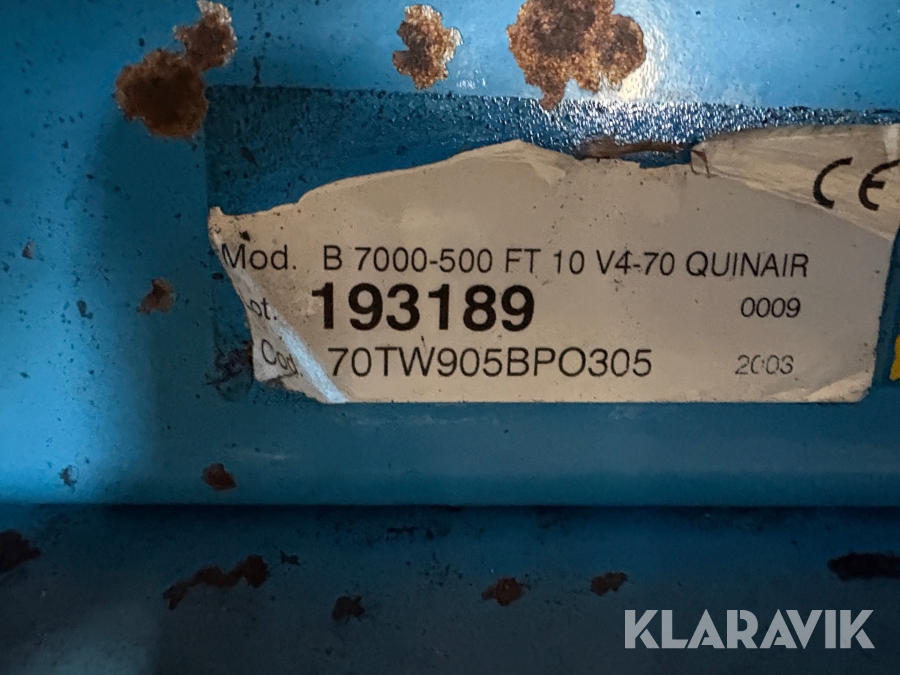 CE
Mod. B 7000-500 FT 10 V4-70 QUINAIR
ot. 193189 0009
Cod. 70TW905BPO305 2003
KLARAVIK